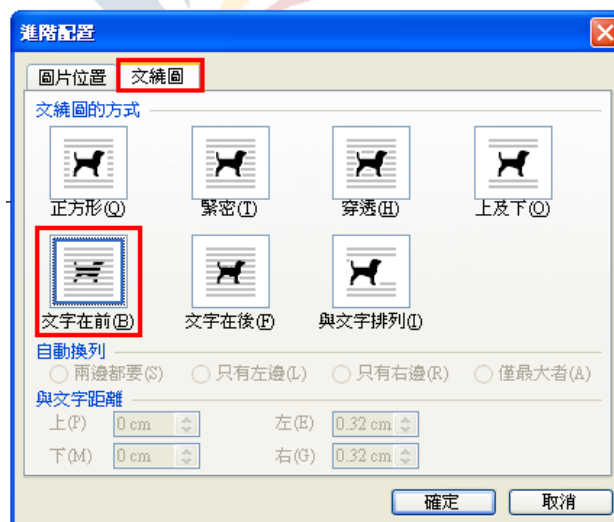 進階配置
圖片位置 文繞圖
文繞圖的方式
正方形(Q) 緊密(T) 穿透(H) 上及下(O)
文字在前(B) 文字在後(F) 與文字排列(I)
自動換列
兩邊都要(S) 只有左邊(L) 只有右邊(R) 僅最大者(A)
與文字距離
上(P) 0 cm 左(E) 0.32 cm
下(M) 0 cm 右(G) 0.32 cm
確定 取消